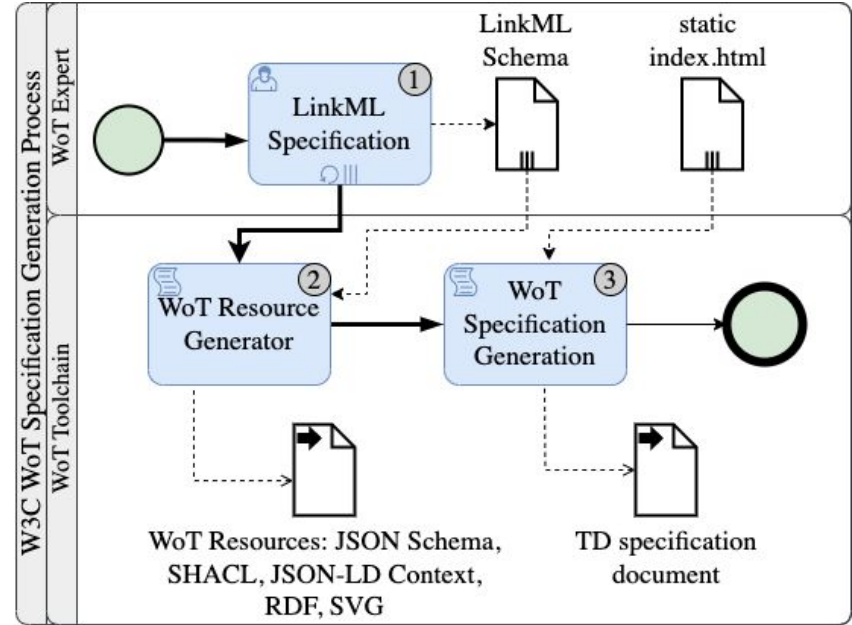 W3C WoT Specification Generation Process
WoT Expert
LinkML
Schema
static
index.html
1
LinkML
Specification
WoT Toolchain
2
WoT Resource
Generator
3
WoT
Specification
Generation
WoT Resources: JSON Schema,
SHACL, JSON-LD Context,
RDF, SVG
TD specification
document